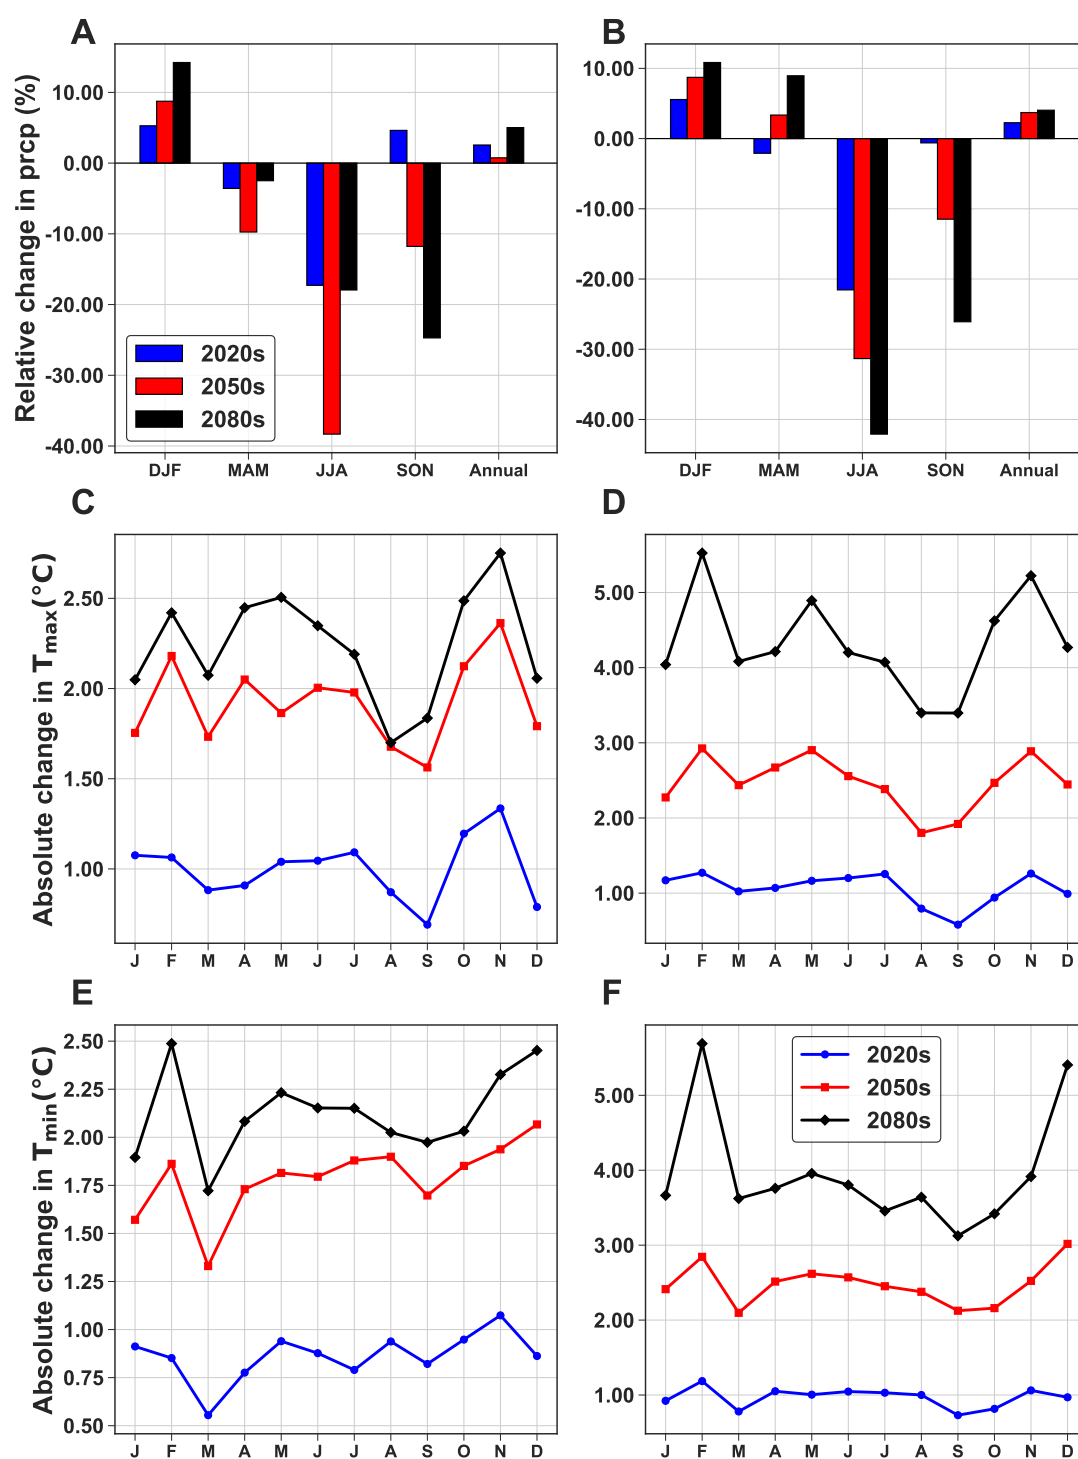 A
B
Relative change in prcp (%)
10.00
0.00
-10.00
-20.00
-30.00
-40.00
2020s
2050s
2080s
DJF MAM JJA SON Annual
10.00
0.00
-10.00
-20.00
-30.00
-40.00
DJF MAM JJA SON Annual
C
D
Absolute change in Tmax(°C)
2.50
2.00
1.50
1.00
J F M A M J J A S O N D
5.00
4.00
3.00
2.00
1.00
J F M A M J J A S O N D
E
F
Absolute change in Tmin(°C)
2.50
2.25
2.00
1.75
1.50
1.25
1.00
0.75
0.50
J F M A M J J A S O N D
5.00
4.00
3.00
2.00
1.00
2020s
2050s
2080s
J F M A M J J A S O N D